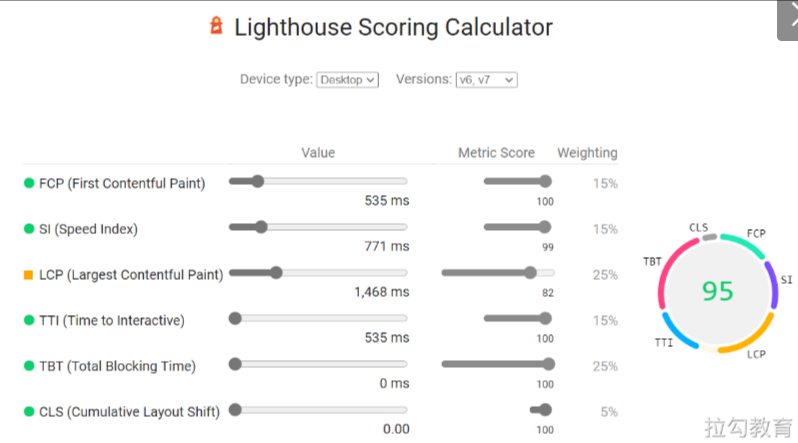 Lighthouse Scoring Calculator
Device type: Desktop Versions: v6, v7
Value Metric Score Weighting
FCP (First Contentful Paint) 15%
535 ms 100
SI (Speed Index) 15%
771 ms 99
LCP (Largest Contentful Paint) 25%
1,468 ms 82
TTI (Time to Interactive) 15%
535 ms 100
TBT (Total Blocking Time) 25%
0 ms 100
CLS (Cumulative Layout Shift) 5%
0.00 100
CLS FCP
TBT SI
95
TTI LCP
拉勾教育